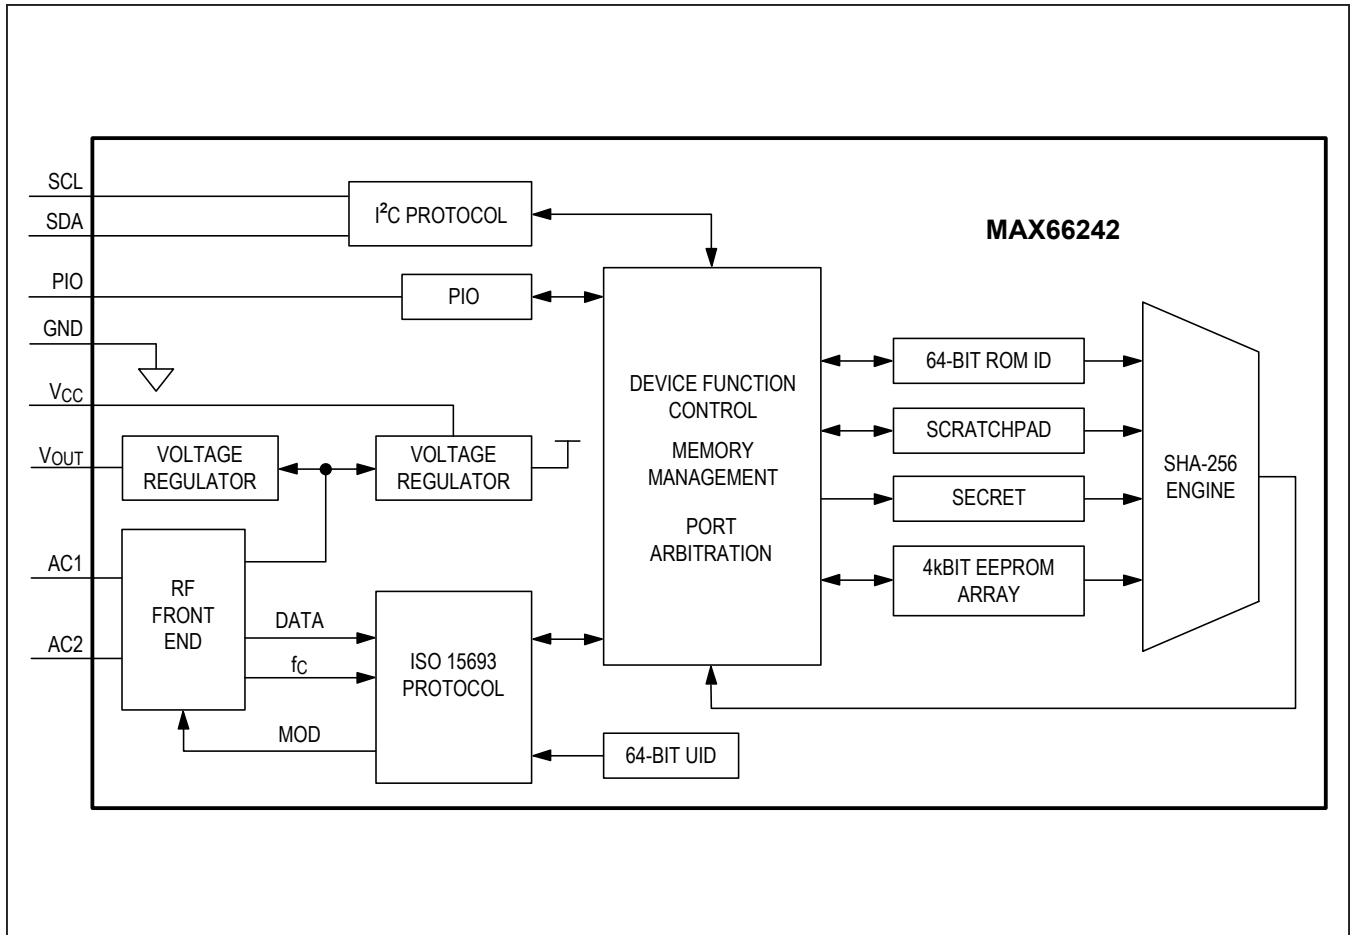 MAX66242
SCL
SDA
I²C PROTOCOL
PIO
PIO
GND
VCC
VOUT
VOLTAGE
REGULATOR
VOLTAGE
REGULATOR
AC1
AC2
RF
FRONT
END
DATA
fC
MOD
ISO 15693
PROTOCOL
64-BIT UID
DEVICE FUNCTION
CONTROL
MEMORY
MANAGEMENT
PORT
ARBITRATION
64-BIT ROM ID
SCRATCHPAD
SECRET
4kBIT EEPROM
ARRAY
SHA-256
ENGINE